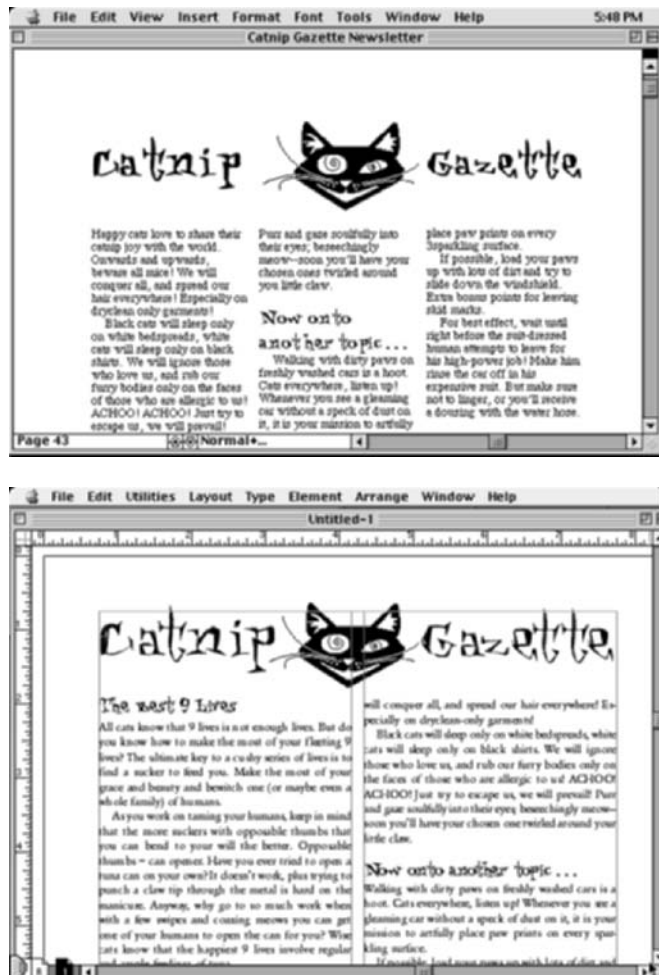 File Edit View Insert Format Font Tools Window Help 5:48 PM
Catnip Gazette Newsletter
Catnip Gazette
Happy cats love to share their
catnip joy with the world.
Onwards and upwards,
beware all mice! We will
conquer all, and spread our
hair everywhere! Especially on
dryclean only garments!
Black cats will sleep only
on white bedspreads, white
cats will sleep only on black
shirts. We will ignore those
who love us, and rub our
furry bodies only on the faces
of those who are allergic to us!
ACHOO! ACHOO! Just try to
escape us, we will prevail!
Purr and gaze soulfully into
their eyes; beseechingly
meow--soon you'll have your
chosen ones twirled around
you little claw.
Now onto
another topic...
Walking with dirty paws on
freshly washed cars is a hoot.
Cats everywhere, listen up!
Whenever you see a gleaming
car without a speck of dust on
it, it is your mission to artfully
place paw prints on every
3sparkling surface.
If possible, load your paws
up with lots of dirt and try to
slide down the windshield.
Extra bonus points for leaving
skid marks.
For best effect, wait until
right before the suit-dressed
human attempts to leave for
his high-power job! Make him
rinse the car off in his
expensive suit. But make sure
not to linger, or you'll receive
a dousing with the water hose.
Page 43 Normal+...
File Edit Utilities Layout Type Element Arrange Window Help
Untitled-1
Catnip Gazette
The next 9 Lives
All cats know that 9 lives is not enough lives. But do
you know how to make the most of your fleeting 9
lives? The ultimate key to a cushy series of lives is to
find a sucker to feed you. Make the most of your
grace and beauty and bewitch one (or maybe even a
whole family) of humans.
As you work on taming your humans, keep in mind
that the more suckers with opposable thumbs that
you can bend to your will the better. Opposable
thumbs = can opener. Have you ever tried to open a
tuna can on your own? It doesn't work, plus trying to
punch a claw tip through the metal is hard on the
manicure. Anyway, why go to so much work when
with a few swipes and coaxing meows you can get
one of your humans to open the can for you? Wise
cats know that the happiest 9 lives involve regular
and ample feedings of tuna.
will conquer all, and spread our hair everywhere! Es-
pecially on dryclean-only garments!
Black cats will sleep only on white bedspreads, white
cats will sleep only on black shirts. We will ignore
those who love us, and rub our furry bodies only on
the faces of those who are allergic to us! ACHOO!
ACHOO! Just try to escape us, we will prevail! Purr
and gaze soulfully into their eyes; beseechingly meow—
soon you'll have your chosen one twirled around your
little claw.
Now onto another topic ...
Walking with dirty paws on freshly washed cars is a
hoot. Cats everywhere, listen up! Whenever you see a
gleaming car without a speck of dust on it, it is your
mission to artfully place paw prints on every spar-
kling surface.
If possible, load your paws up with lots of dirt and